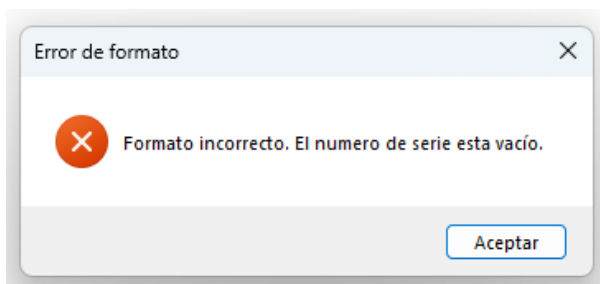 Error de formato
Formato incorrecto. El numero de serie esta vacío.
Aceptar